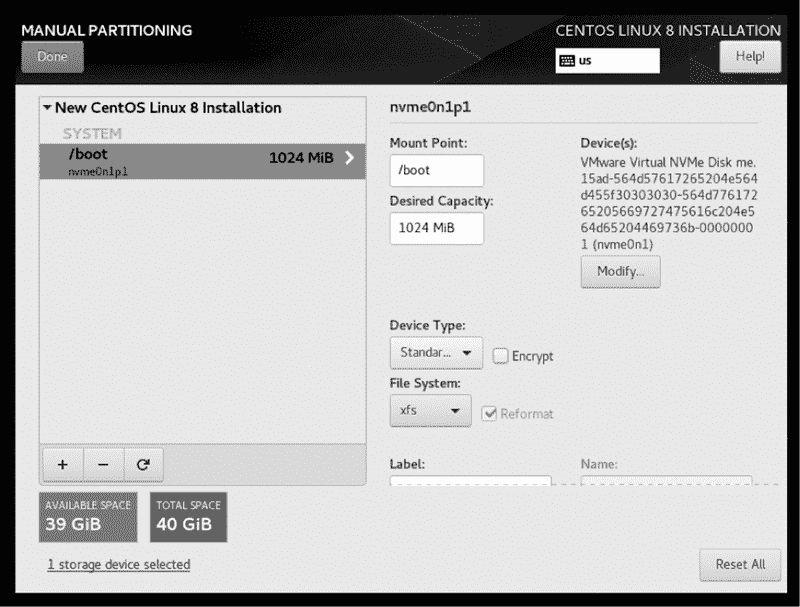 MANUAL PARTITIONING
CENTOS LINUX 8 INSTALLATION
Done
us
Help!
New CentOS Linux 8 Installation
SYSTEM
/boot
1024 MiB
nvme0n1p1
+
−
AVAILABLE SPACE
39 GiB
TOTAL SPACE
40 GiB
1 storage device selected
nvme0n1p1
Mount Point:
/boot
Desired Capacity:
1024 MiB
Device(s):
VMware Virtual NVMe Disk me.
15ad-564d57617265204e564
d455f30303030-564d776172
65205669727475616c204e5
64d65204469736b-0000000
1 (nvme0n1)
Modify...
Device Type:
Standar...
Encrypt
File System:
xfs
Reformat
Label:
Name:
Reset All